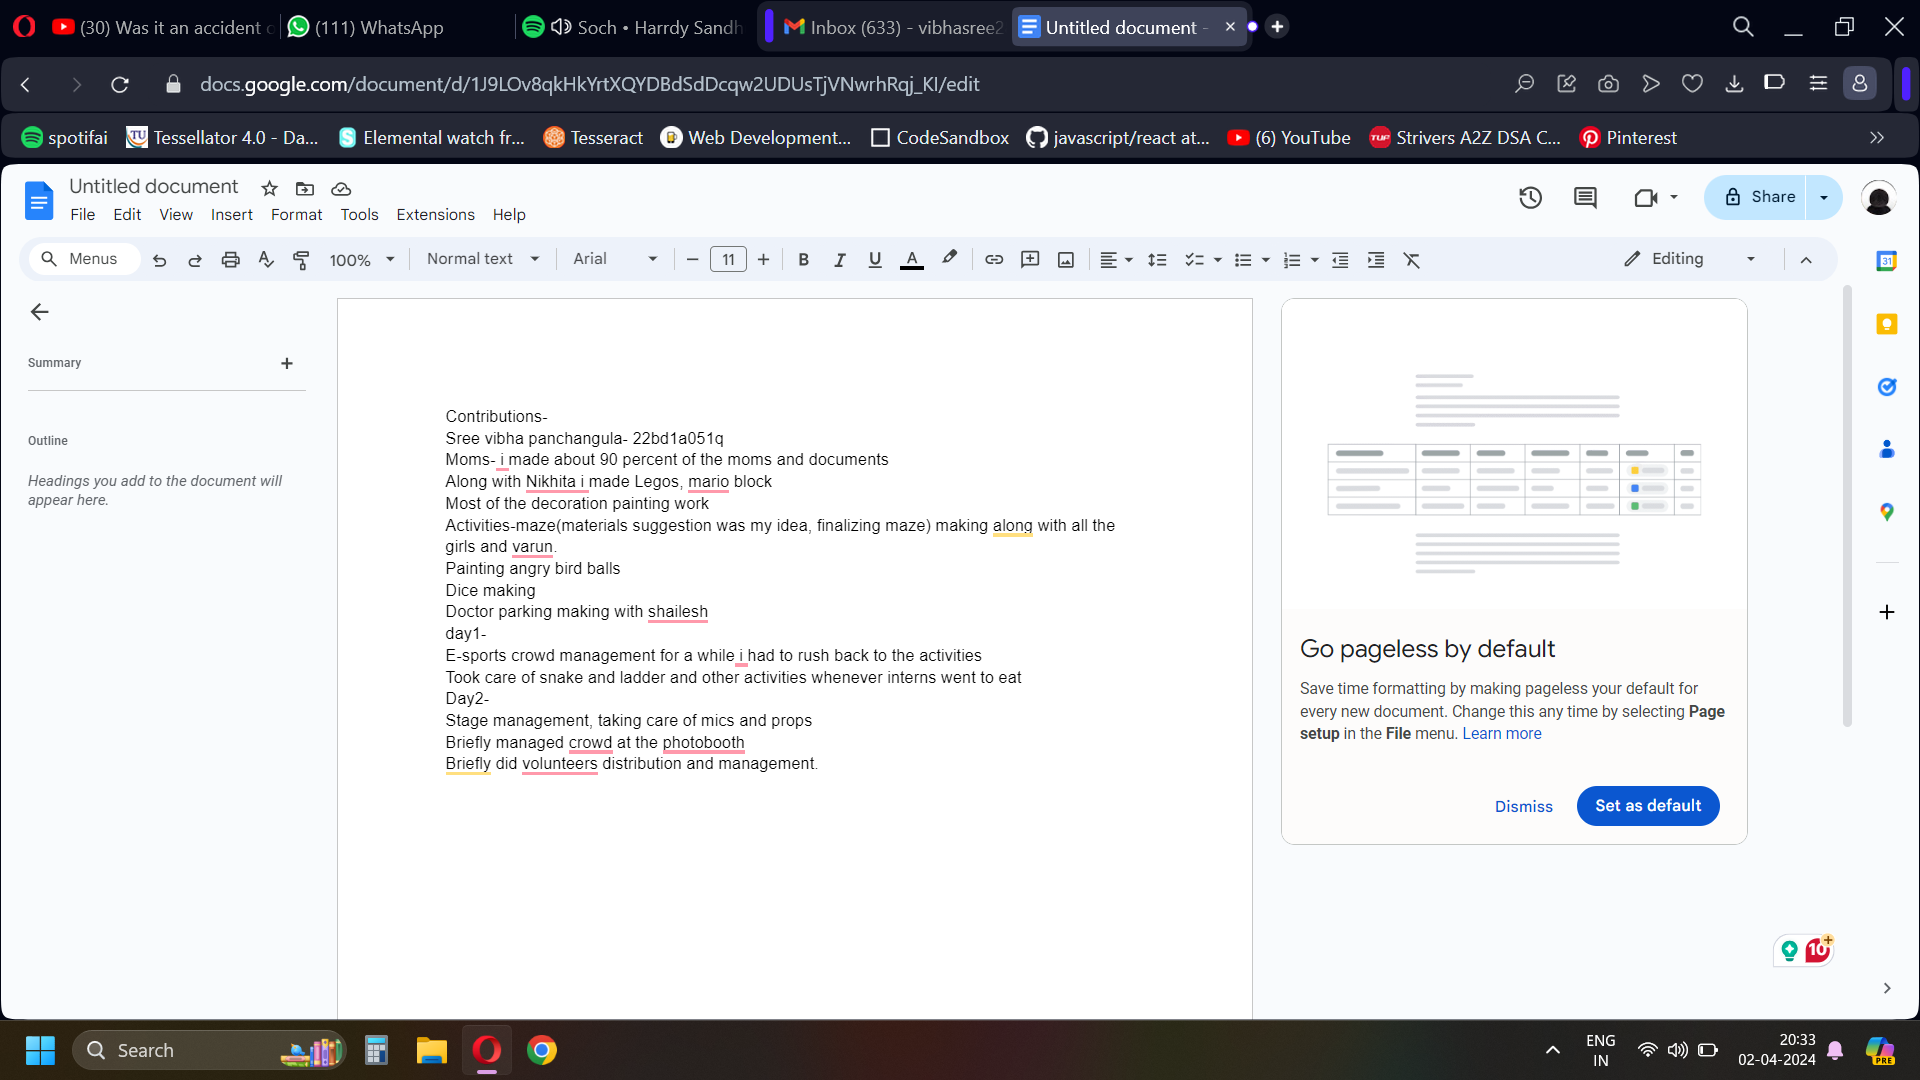 (30) Was it an accident
(111) WhatsApp
Soch • Harrdy Sandh
Inbox (633) - vibhasree2
Untitled document -
docs.google.com/document/d/1J9LOv8qkHkYrtXQYDBdSdDcqw2UDUsTjVNwrhRqj_KI/edit
spotifai
TU Tessellator 4.0 - Da...
Elemental watch fr...
Tesseract
Web Development...
CodeSandbox
javascript/react at...
(6) YouTube
TUF Strivers A2Z DSA C...
Pinterest
Untitled document
File Edit View Insert Format Tools Extensions Help
Share
Menus 100% Normal text Arial 11 B I U A Editing
31
Summary
Outline
Headings you add to the document will
appear here.
Contributions-
Sree vibha panchangula- 22bd1a051q
Moms- i made about 90 percent of the moms and documents
Along with Nikhita i made Legos, mario block
Most of the decoration painting work
Activities-maze(materials suggestion was my idea, finalizing maze) making along with all the
girls and varun.
Painting angry bird balls
Dice making
Doctor parking making with shailesh
day1-
E-sports crowd management for a while i had to rush back to the activities
Took care of snake and ladder and other activities whenever interns went to eat
Day2-
Stage management, taking care of mics and props
Briefly managed crowd at the photobooth
Briefly did volunteers distribution and management.
Go pageless by default
Save time formatting by making pageless your default for
every new document. Change this any time by selecting Page
setup in the File menu. Learn more
Dismiss
Set as default
10
Search
ENG
IN
20:33
02-04-2024
PRE